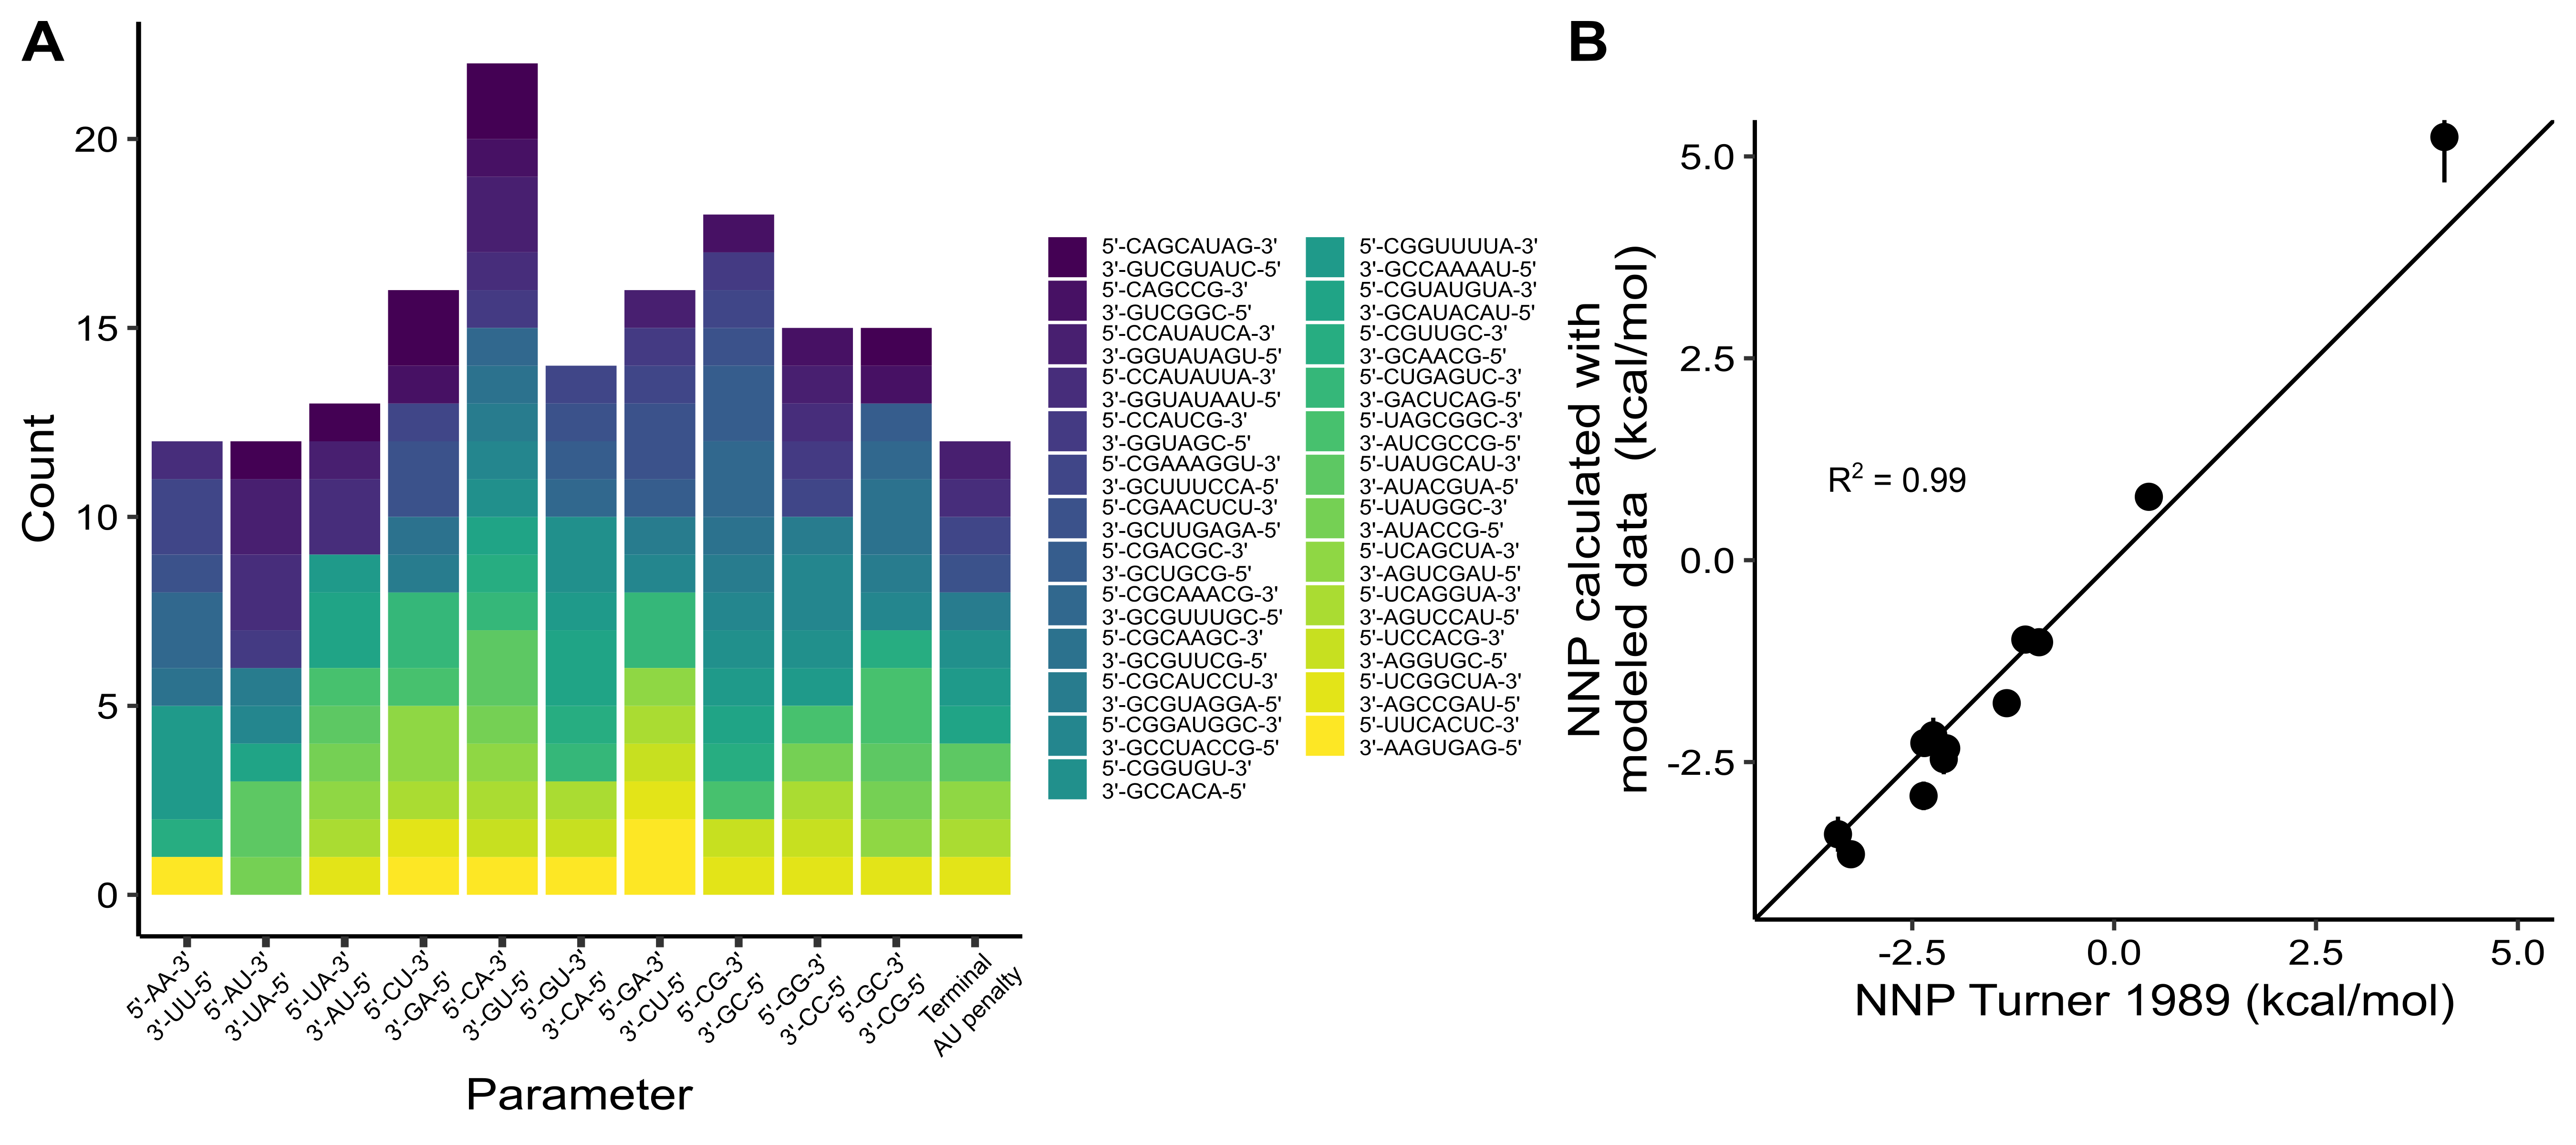 A
Count
20
15
10
5
0
5'-AA-3'
3'-UU-5'
5'-AU-3'
3'-UA-5'
5'-UA-3'
3'-AU-5'
5'-CU-3'
3'-GA-5'
5'-CA-3'
3'-GU-5'
5'-GU-3'
3'-CA-5'
5'-GA-3'
3'-CU-5'
5'-CG-3'
3'-GC-5'
5'-GG-3'
3'-CC-5'
5'-GC-3'
3'-CG-5'
Terminal
AU penalty
Parameter
5'-CAGCAUAG-3'
3'-GUCGUAUC-5'
5'-CAGCCG-3'
3'-GUCGGC-5'
5'-CCAUAUCA-3'
3'-GGUAUAGU-5'
5'-CCAUAUUA-3'
3'-GGUAUAAU-5'
5'-CCAUCG-3'
3'-GGUAGC-5'
5'-CGAAAGGU-3'
3'-GCUUUCCA-5'
5'-CGAACUCU-3'
3'-GCUUGAGA-5'
5'-CGACGC-3'
3'-GCUGCG-5'
5'-CGCAAACG-3'
3'-GCGUUUGC-5'
5'-CGCAAGC-3'
3'-GCGUUCG-5'
5'-CGCAUCCU-3'
3'-GCGUAGGA-5'
5'-CGGAUGGC-3'
3'-GCCUACCG-5'
5'-CGGUGU-3'
3'-GCCACA-5'
5'-CGGUUUUA-3'
3'-GCCAAAAU-5'
5'-CGUAUGUA-3'
3'-GCAUACAU-5'
5'-CGUUGC-3'
3'-GCAACG-5'
5'-CUGAGUC-3'
3'-GACUCAG-5'
5'-UAGCGGC-3'
3'-AUCGCCG-5'
5'-UAUGCAU-3'
3'-AUACGUA-5'
5'-UAUGGC-3'
3'-AUACCG-5'
5'-UCAGCUA-3'
3'-AGUCGAU-5'
5'-UCAGGUA-3'
3'-AGUCCAU-5'
5'-UCCACG-3'
3'-AGGUGC-5'
5'-UCGGCUA-3'
3'-AGCCGAU-5'
5'-UUCACUC-3'
3'-AAGUGAG-5'
B
NNP calculated with
modeled data (kcal/mol)
5.0
2.5
0.0
-2.5
R² = 0.99
-2.5
0.0
2.5
5.0
NNP Turner 1989 (kcal/mol)